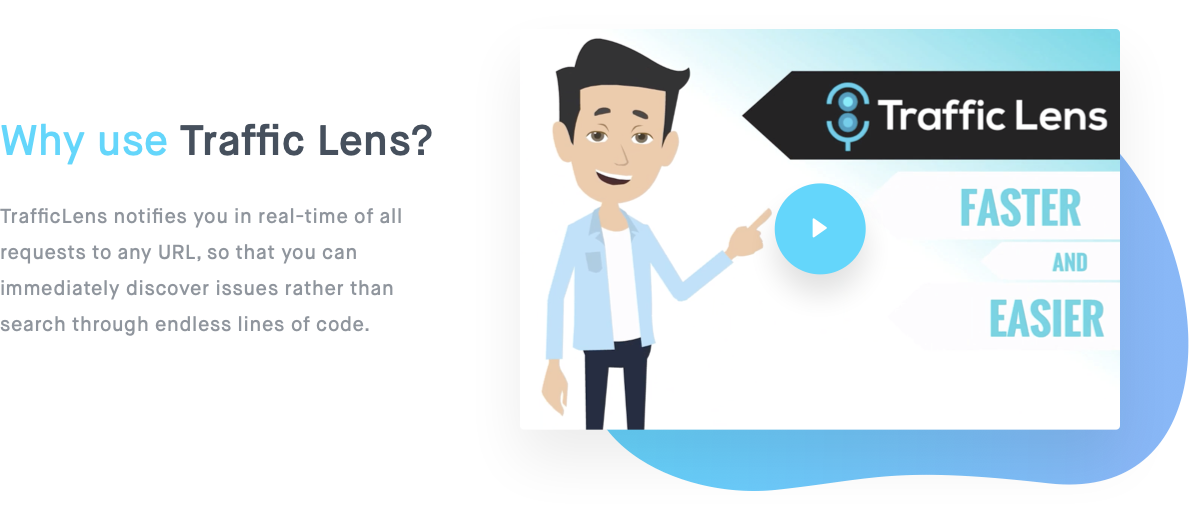 Why use Traffic Lens?
TrafficLens notifies you in real-time of all
requests to any URL, so that you can
immediately discover issues rather than
search through endless lines of code.
Traffic Lens
FASTER
AND
EASIER